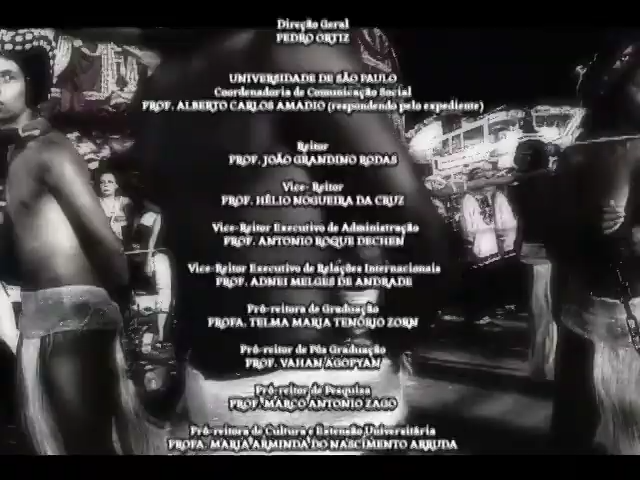 Direção Geral
PEDRO ORTIZ
UNIVERSIDADE DE SÃO PAULO
Coordenadoria de Comunicação Social
PROF. ALBERTO CARLOS AMADIO (respondendo pelo expediente)
Reitor
PROF. JOÃO GRANDINO RODAS
Vice- Reitor
PROF. HÉLIO NOGUEIRA DA CRUZ
Vice-Reitor Executivo de Administração
PROF. ANTONIO ROQUE DECHEN
Vice-Reitor Executivo de Relações Internacionais
PROF. ADNEI MELGES DE ANDRADE
Pró-reitora de Graduação
PROFA. TELMA MARIA TENÓRIO ZORN
Pró-reitor de Pós Graduação
PROF. VAHAN AGOPYAN
Pró-reitor de Pesquisa
PROF. MARCO ANTONIO ZAGO
Pró-reitora de Cultura e Extensão Universitária
PROFA. MARIA ARMINDA DO NASCIMENTO ARRUDA